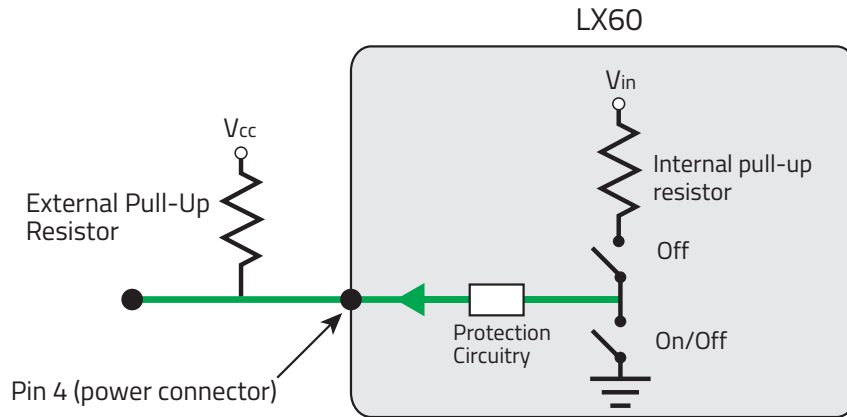 LX60
Vin
Vcc
Internal pull-up
resistor
External Pull-Up
Resistor
Off
Protection
Circuitry
On/Off
Pin 4 (power connector)